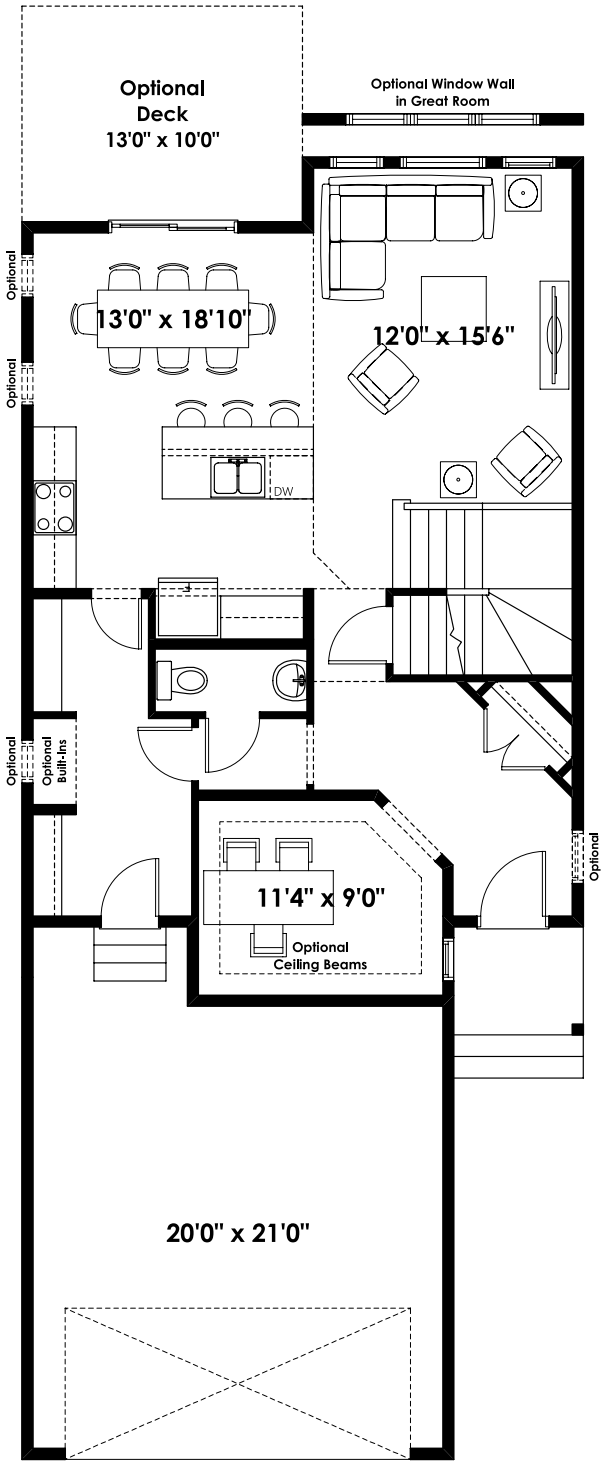 Optional
Deck
13'0" x 10'0"
Optional Window Wall
in Great Room
Optional
13'0" x 18'10"
12'0" x 15'6"
Optional
DW
Optional
Optional
Built-Ins
Optional
11'4" x 9'0"
Optional
Ceiling Beams
20'0" x 21'0"